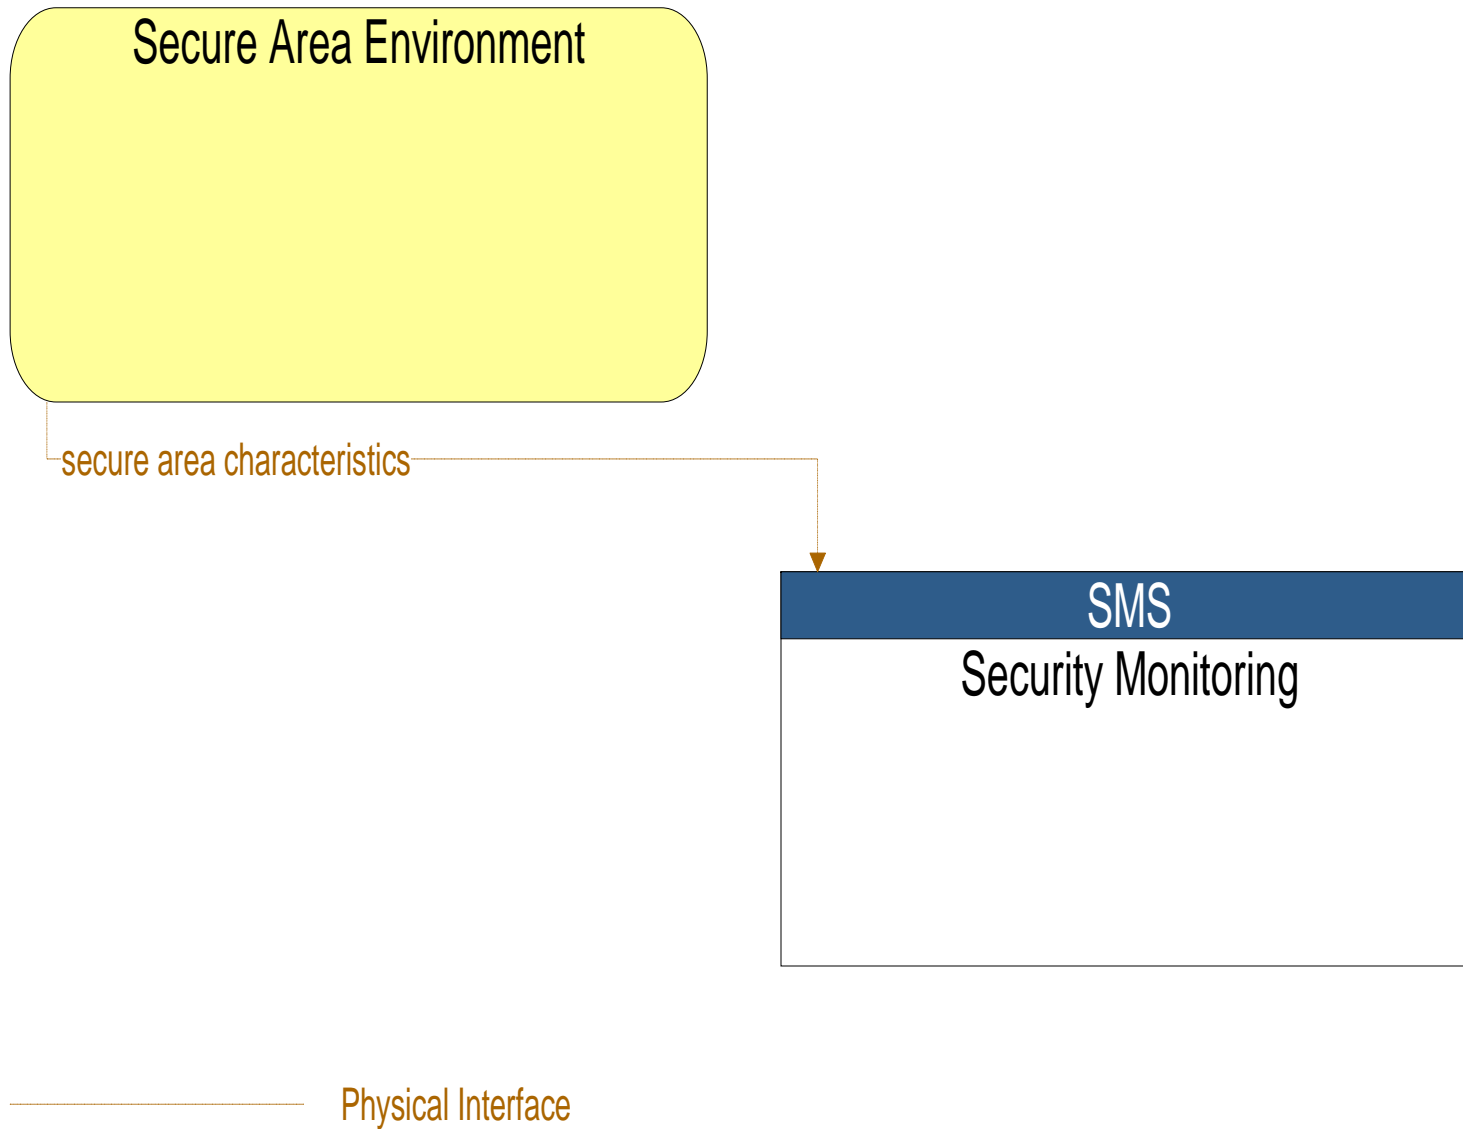 Secure Area Environment
secure area characteristics
SMS
Security Monitoring
Physical Interface